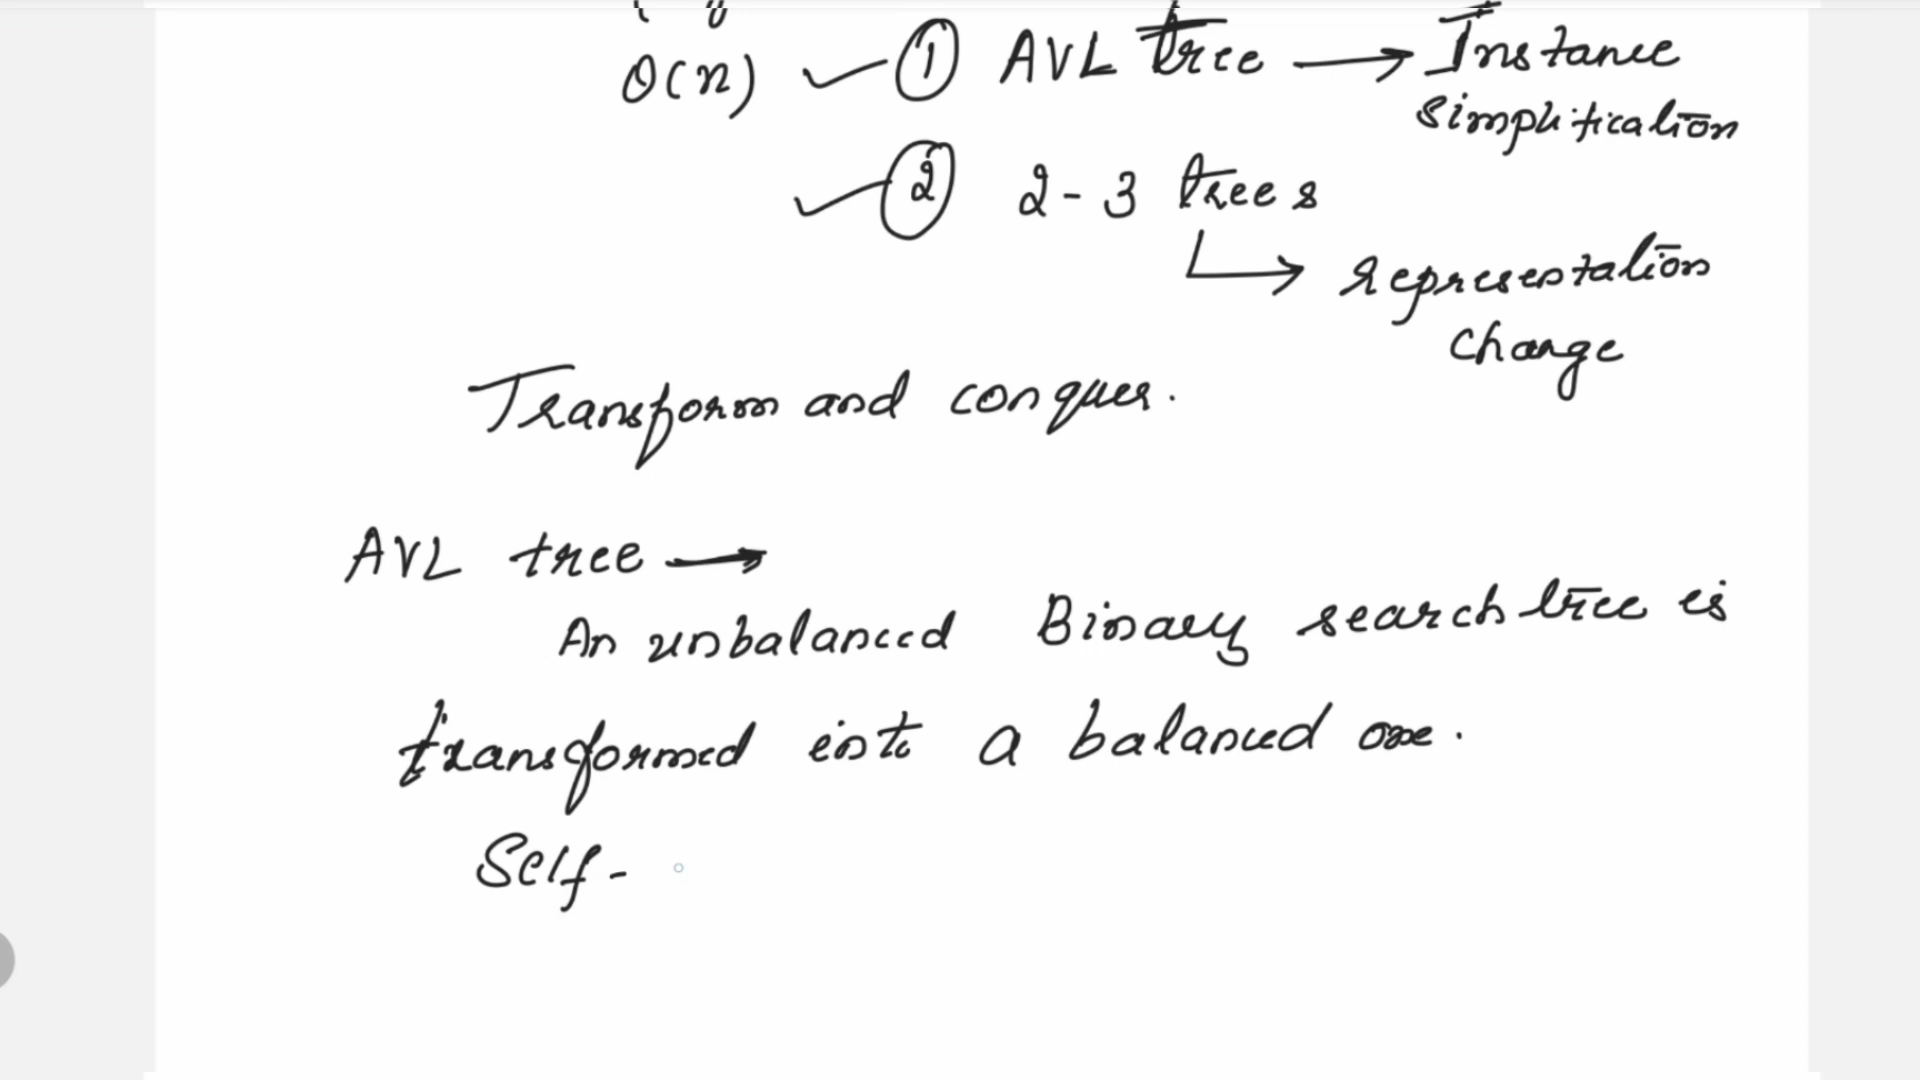 O(n) ① AVL tree → Instance
simplification
② 2-3 trees
→ representation
change
Transform and conquer.
AVL tree →
An unbalanced Binary search tree is
transformed into a balanced one.
Self-